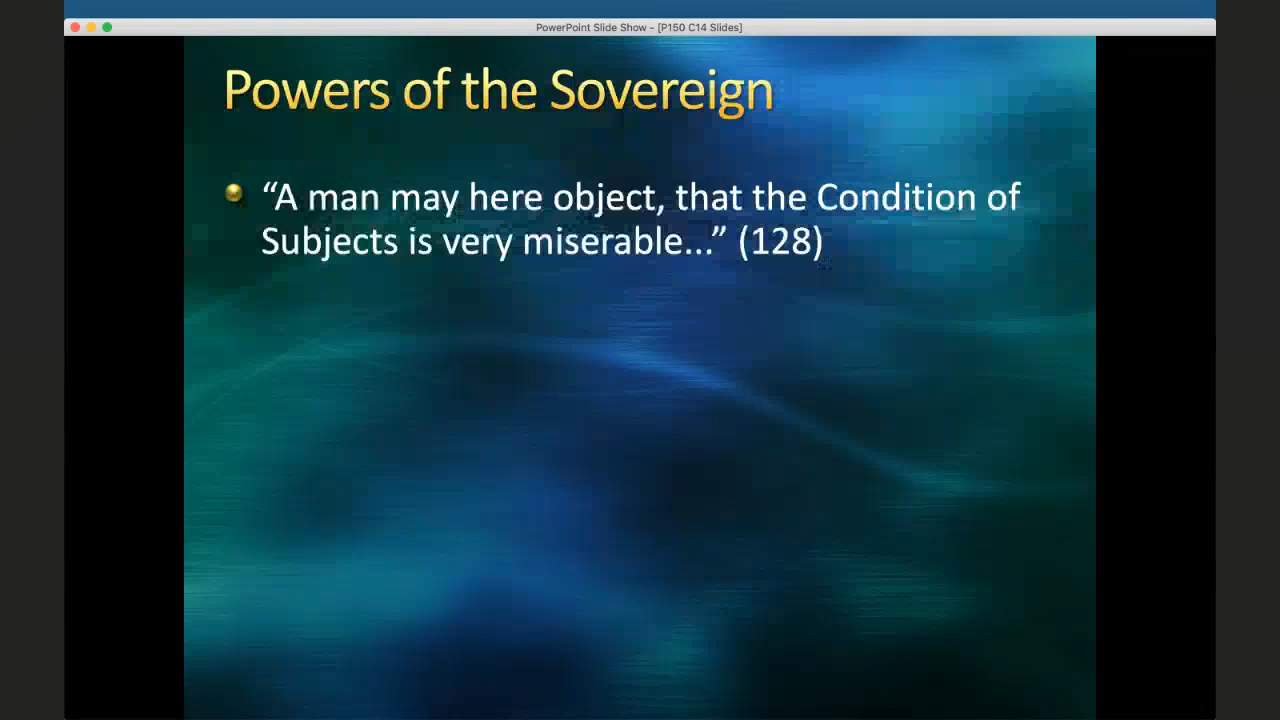 PowerPoint Slide Show - [P150 C14 Slides]
Powers of the Sovereign
“A man may here object, that the Condition of
Subjects is very miserable...” (128)